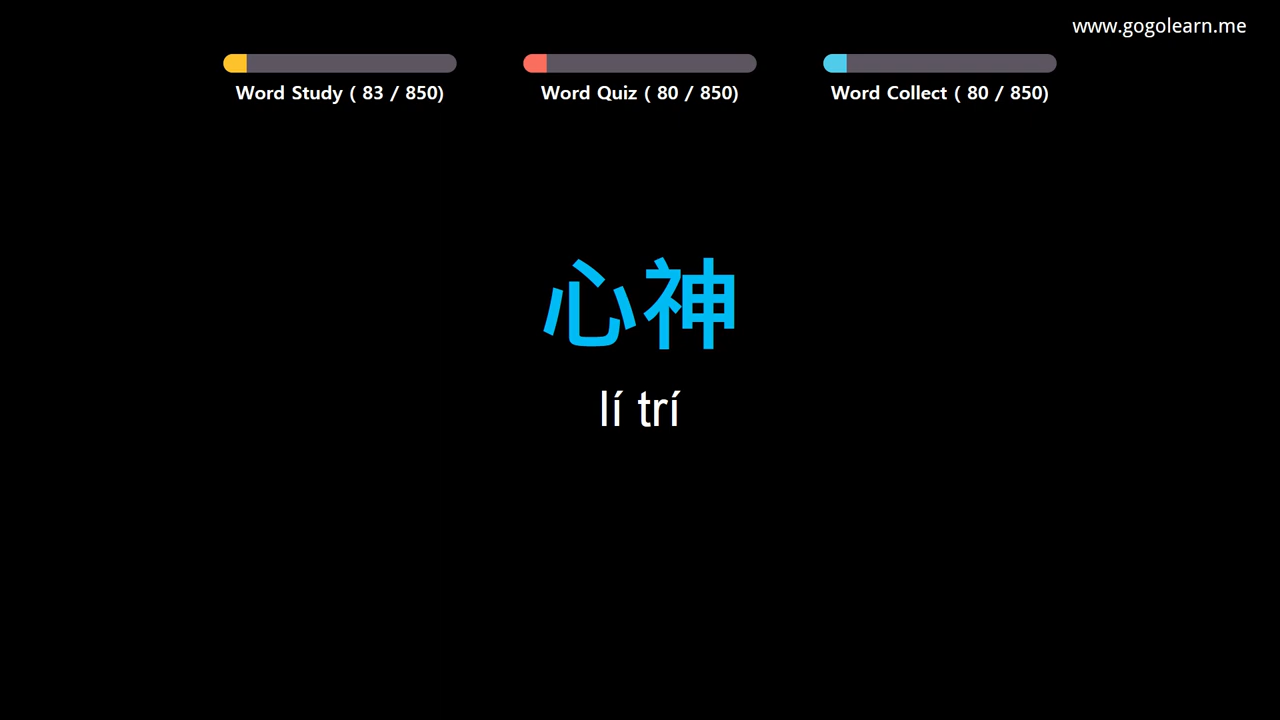 www.gogolearn.me
Word Study ( 83 / 850)
Word Quiz ( 80 / 850)
Word Collect ( 80 / 850)
心神
lí trí